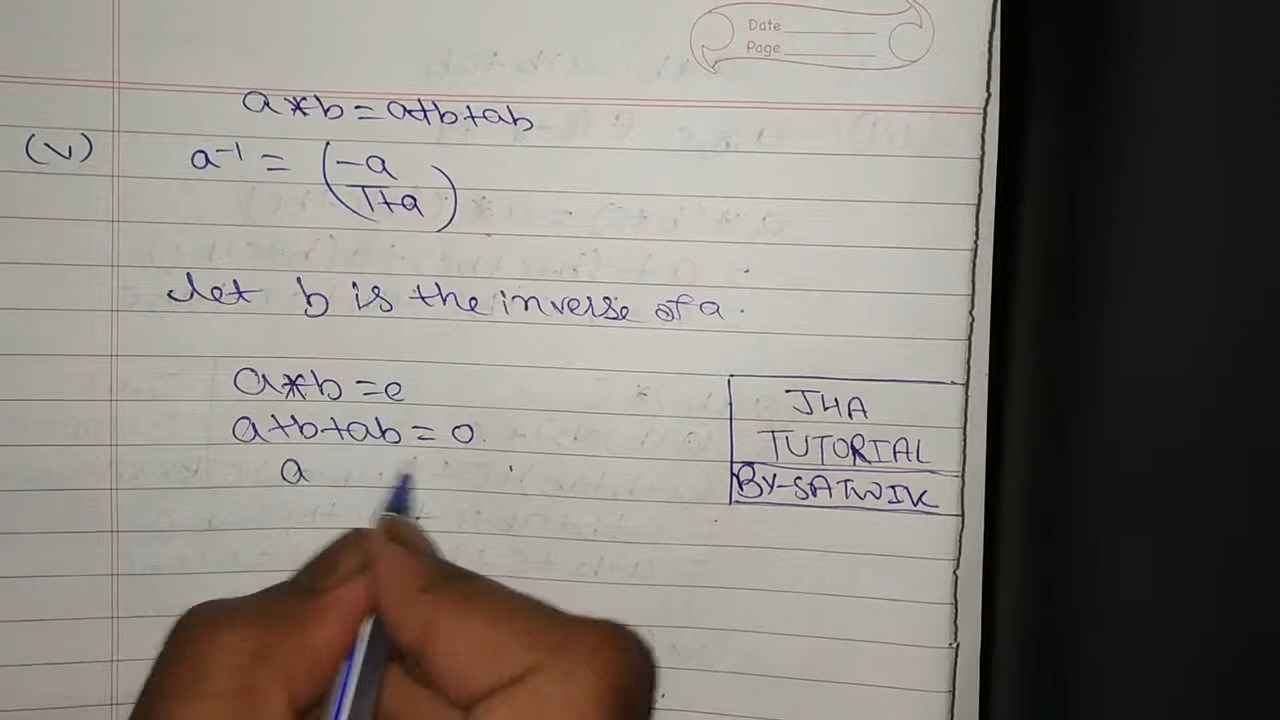 Date
Page
a*b=a+b+ab
(v) a⁻¹ = (-a/1+a)
let b is the inverse of a.
a*b=e
a+b+ab=0.
a
JHA
TUTORIAL
BY-SATWIK